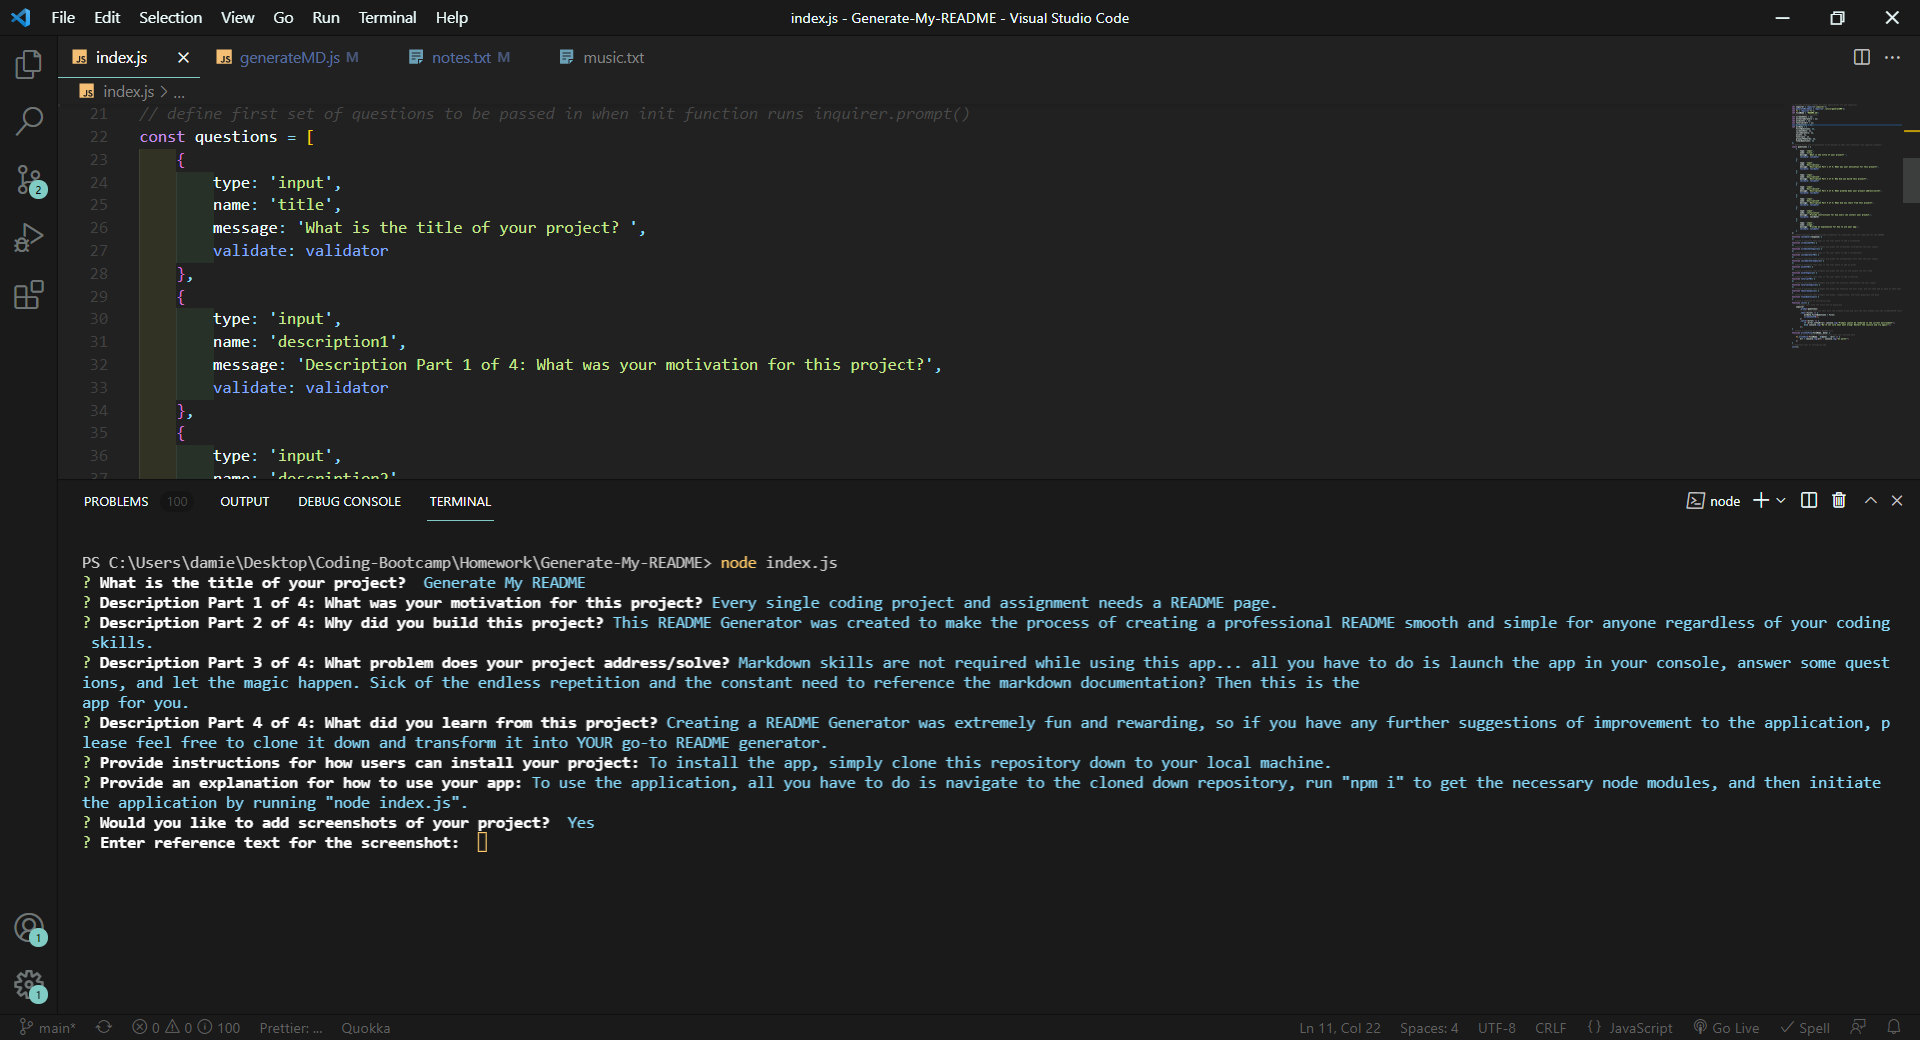 File Edit Selection View Go Run Terminal Help
index.js - Generate-My-README - Visual Studio Code
index.js
generateMD.js M
notes.txt M
music.txt
index.js > ...
21 // define first set of questions to be passed in when init function runs inquirer.prompt()
22 const questions = [
23 {
24 type: 'input',
25 name: 'title',
26 message: 'What is the title of your project? ',
27 validate: validator
28 },
29 {
30 type: 'input',
31 name: 'description1',
32 message: 'Description Part 1 of 4: What was your motivation for this project?',
33 validate: validator
34 },
35 {
36 type: 'input',
37 name: 'description2'
PROBLEMS 100 OUTPUT DEBUG CONSOLE TERMINAL
node
PS C:\Users\damie\Desktop\Coding-Bootcamp\Homework\Generate-My-README> node index.js
? What is the title of your project?  Generate My README
? Description Part 1 of 4: What was your motivation for this project? Every single coding project and assignment needs a README page.
? Description Part 2 of 4: Why did you build this project? This README Generator was created to make the process of creating a professional README smooth and simple for anyone regardless of your coding
skills.
? Description Part 3 of 4: What problem does your project address/solve? Markdown skills are not required while using this app... all you have to do is launch the app in your console, answer some quest
ions, and let the magic happen. Sick of the endless repetition and the constant need to reference the markdown documentation? Then this is the
app for you.
? Description Part 4 of 4: What did you learn from this project? Creating a README Generator was extremely fun and rewarding, so if you have any further suggestions of improvement to the application, p
lease feel free to clone it down and transform it into YOUR go-to README generator.
? Provide instructions for how users can install your project: To install the app, simply clone this repository down to your local machine.
? Provide an explanation for how to use your app: To use the application, all you have to do is navigate to the cloned down repository, run "npm i" to get the necessary node modules, and then initiate
the application by running "node index.js".
? Would you like to add screenshots of your project?  Yes
? Enter reference text for the screenshot:
2
1
1
main* 0 0 100 Prettier: ... Quokka
Ln 11, Col 22 Spaces: 4 UTF-8 CRLF {} JavaScript Go Live Spell